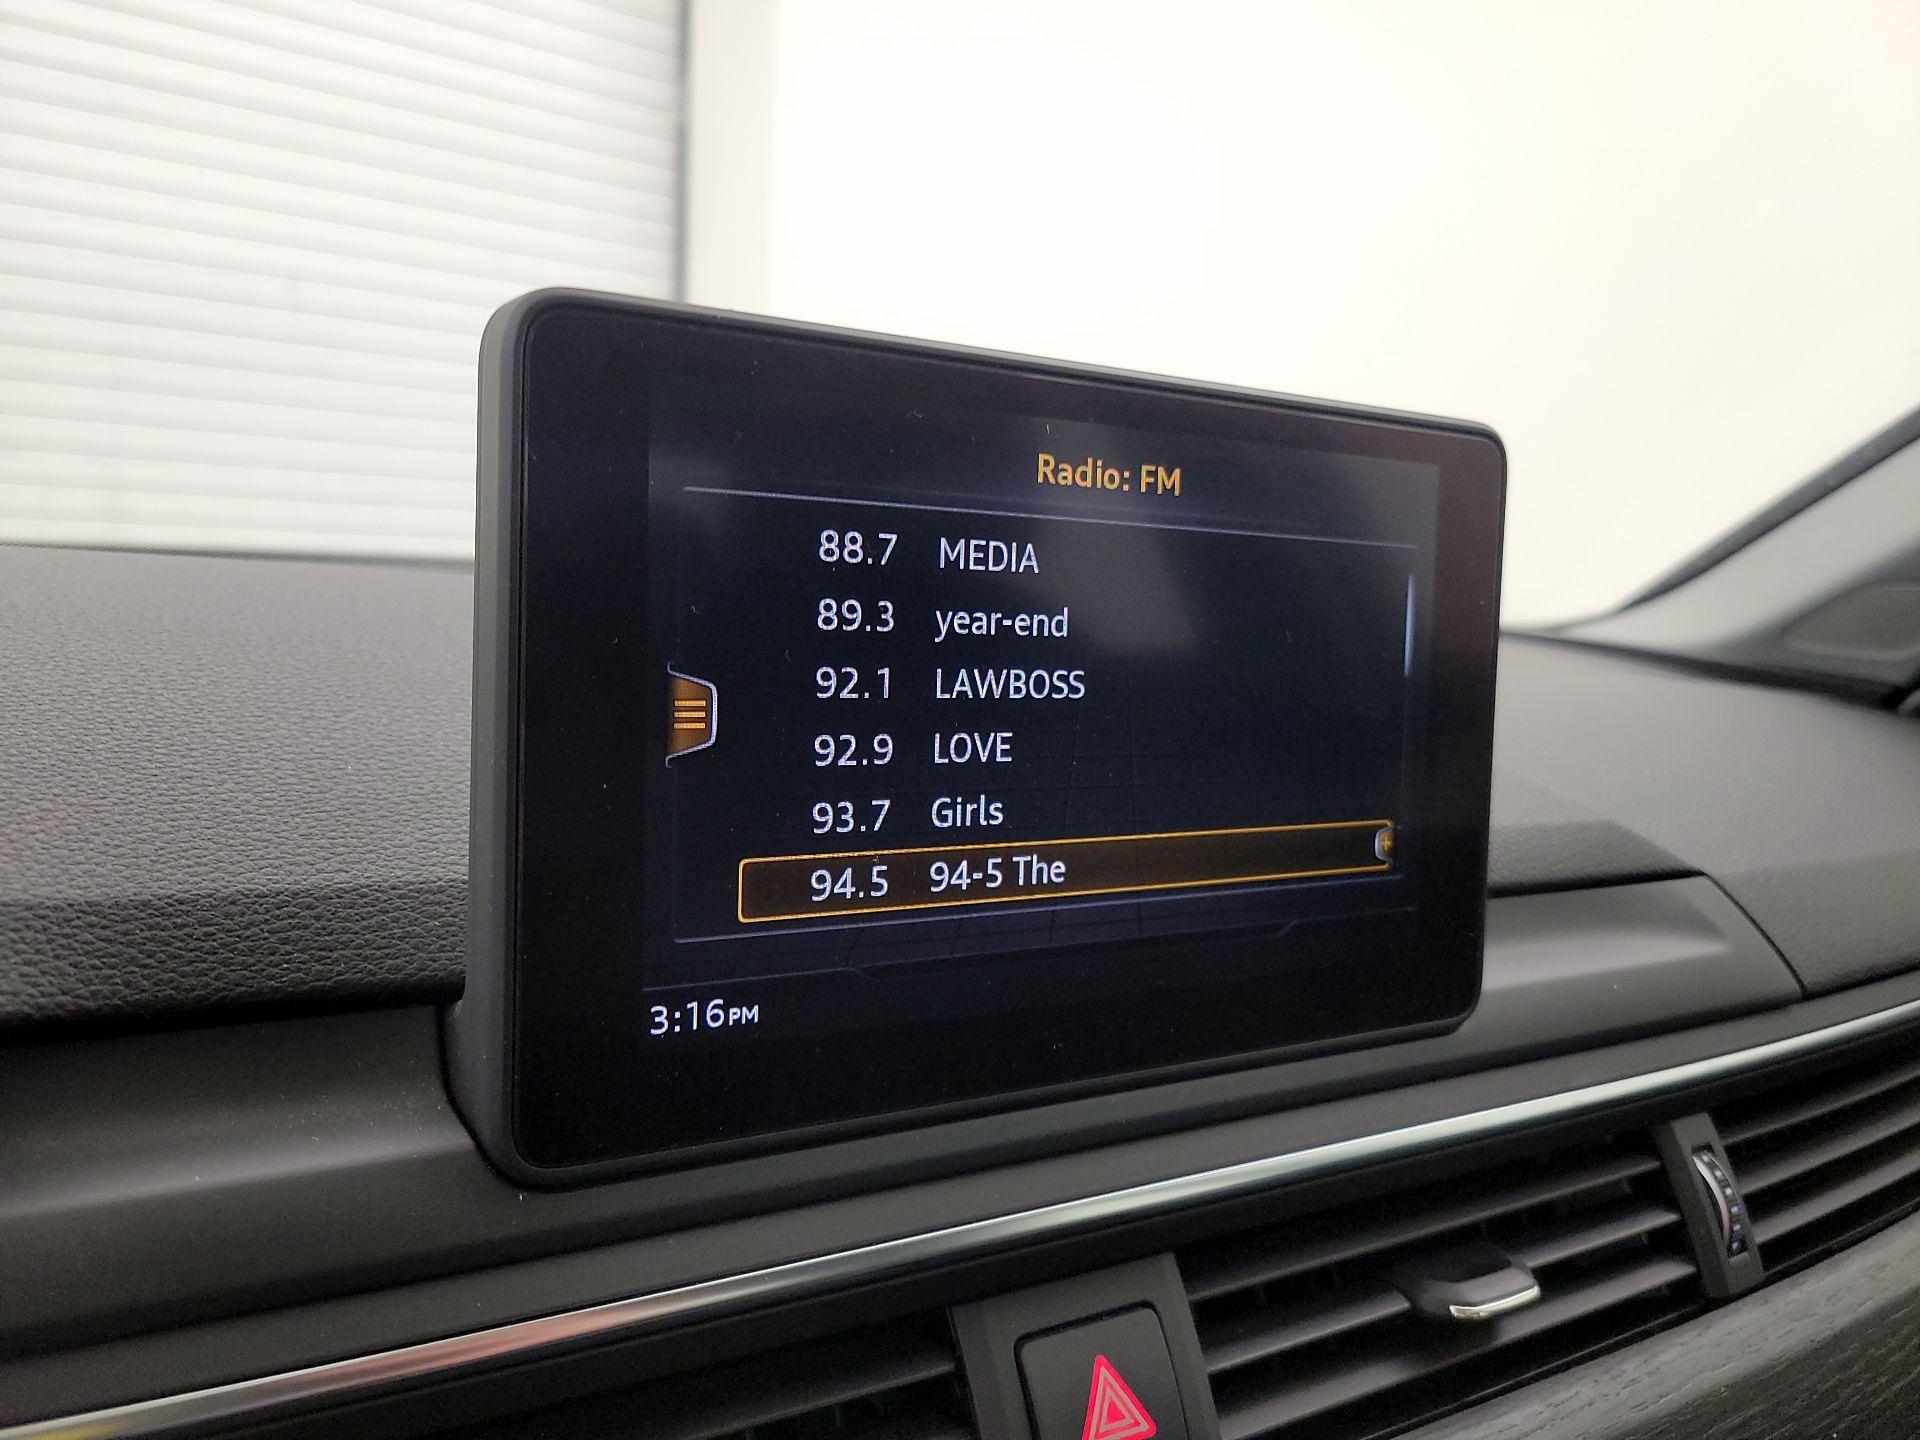 Radio: FM
88.7 MEDIA
89.3 year-end
92.1 LAWBOSS
92.9 LOVE
93.7 Girls
94.5 94-5 The
3:16PM